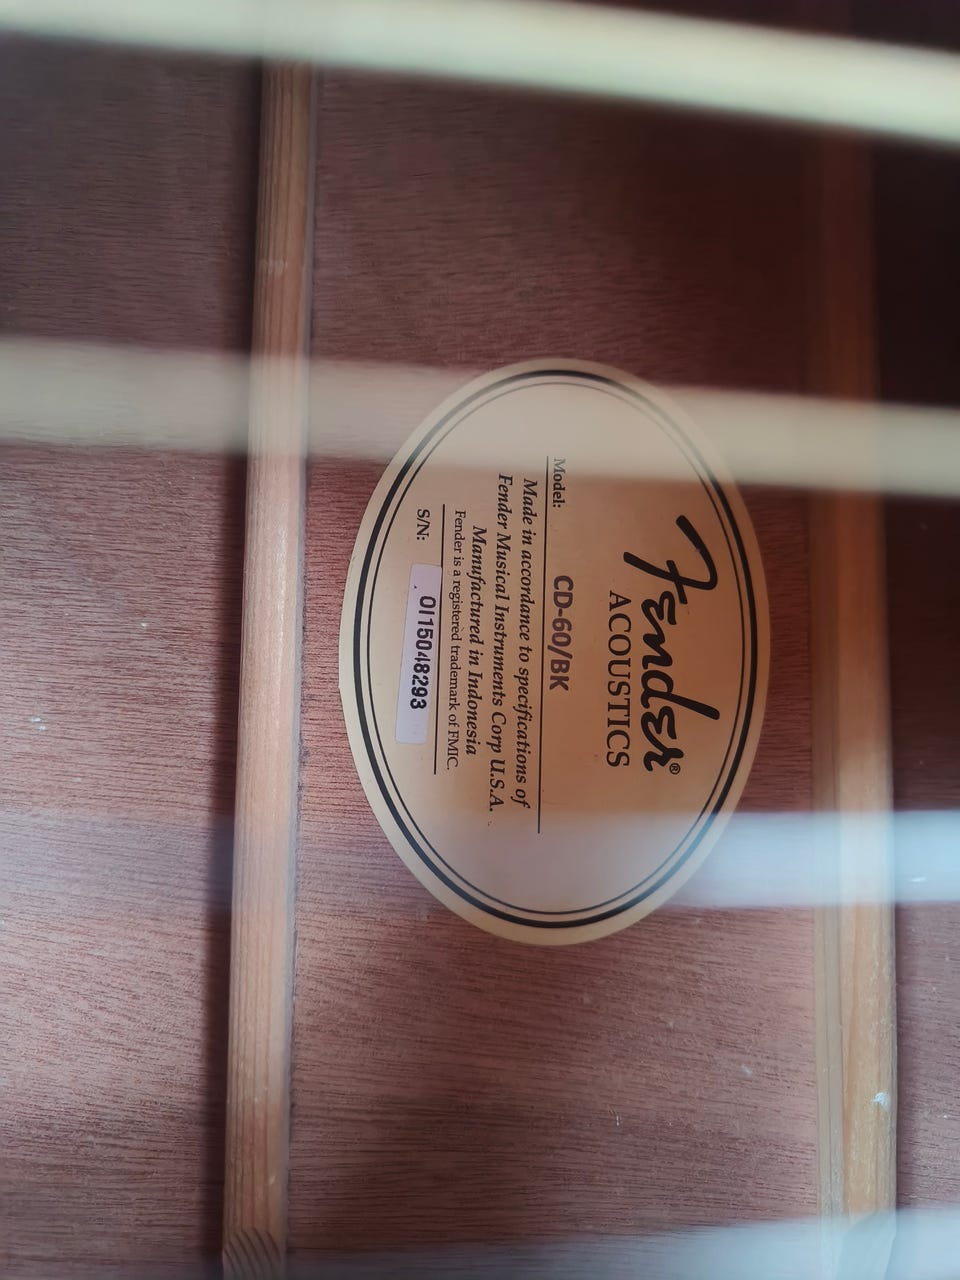 Fender®
ACOUSTICS
Model: CD-60/BK
Made in accordance to specifications of
Fender Musical Instruments Corp U.S.A.
Manufactured in Indonesia
Fender is a registered trademark of FMIC.
S/N: OI15048293